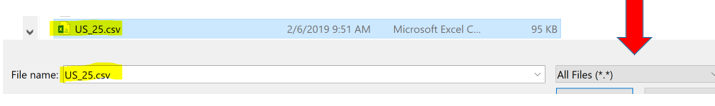 US_25.csv 2/6/2019 9:51 AM Microsoft Excel C... 95 KB
File name: US_25.csv All Files (*.*)